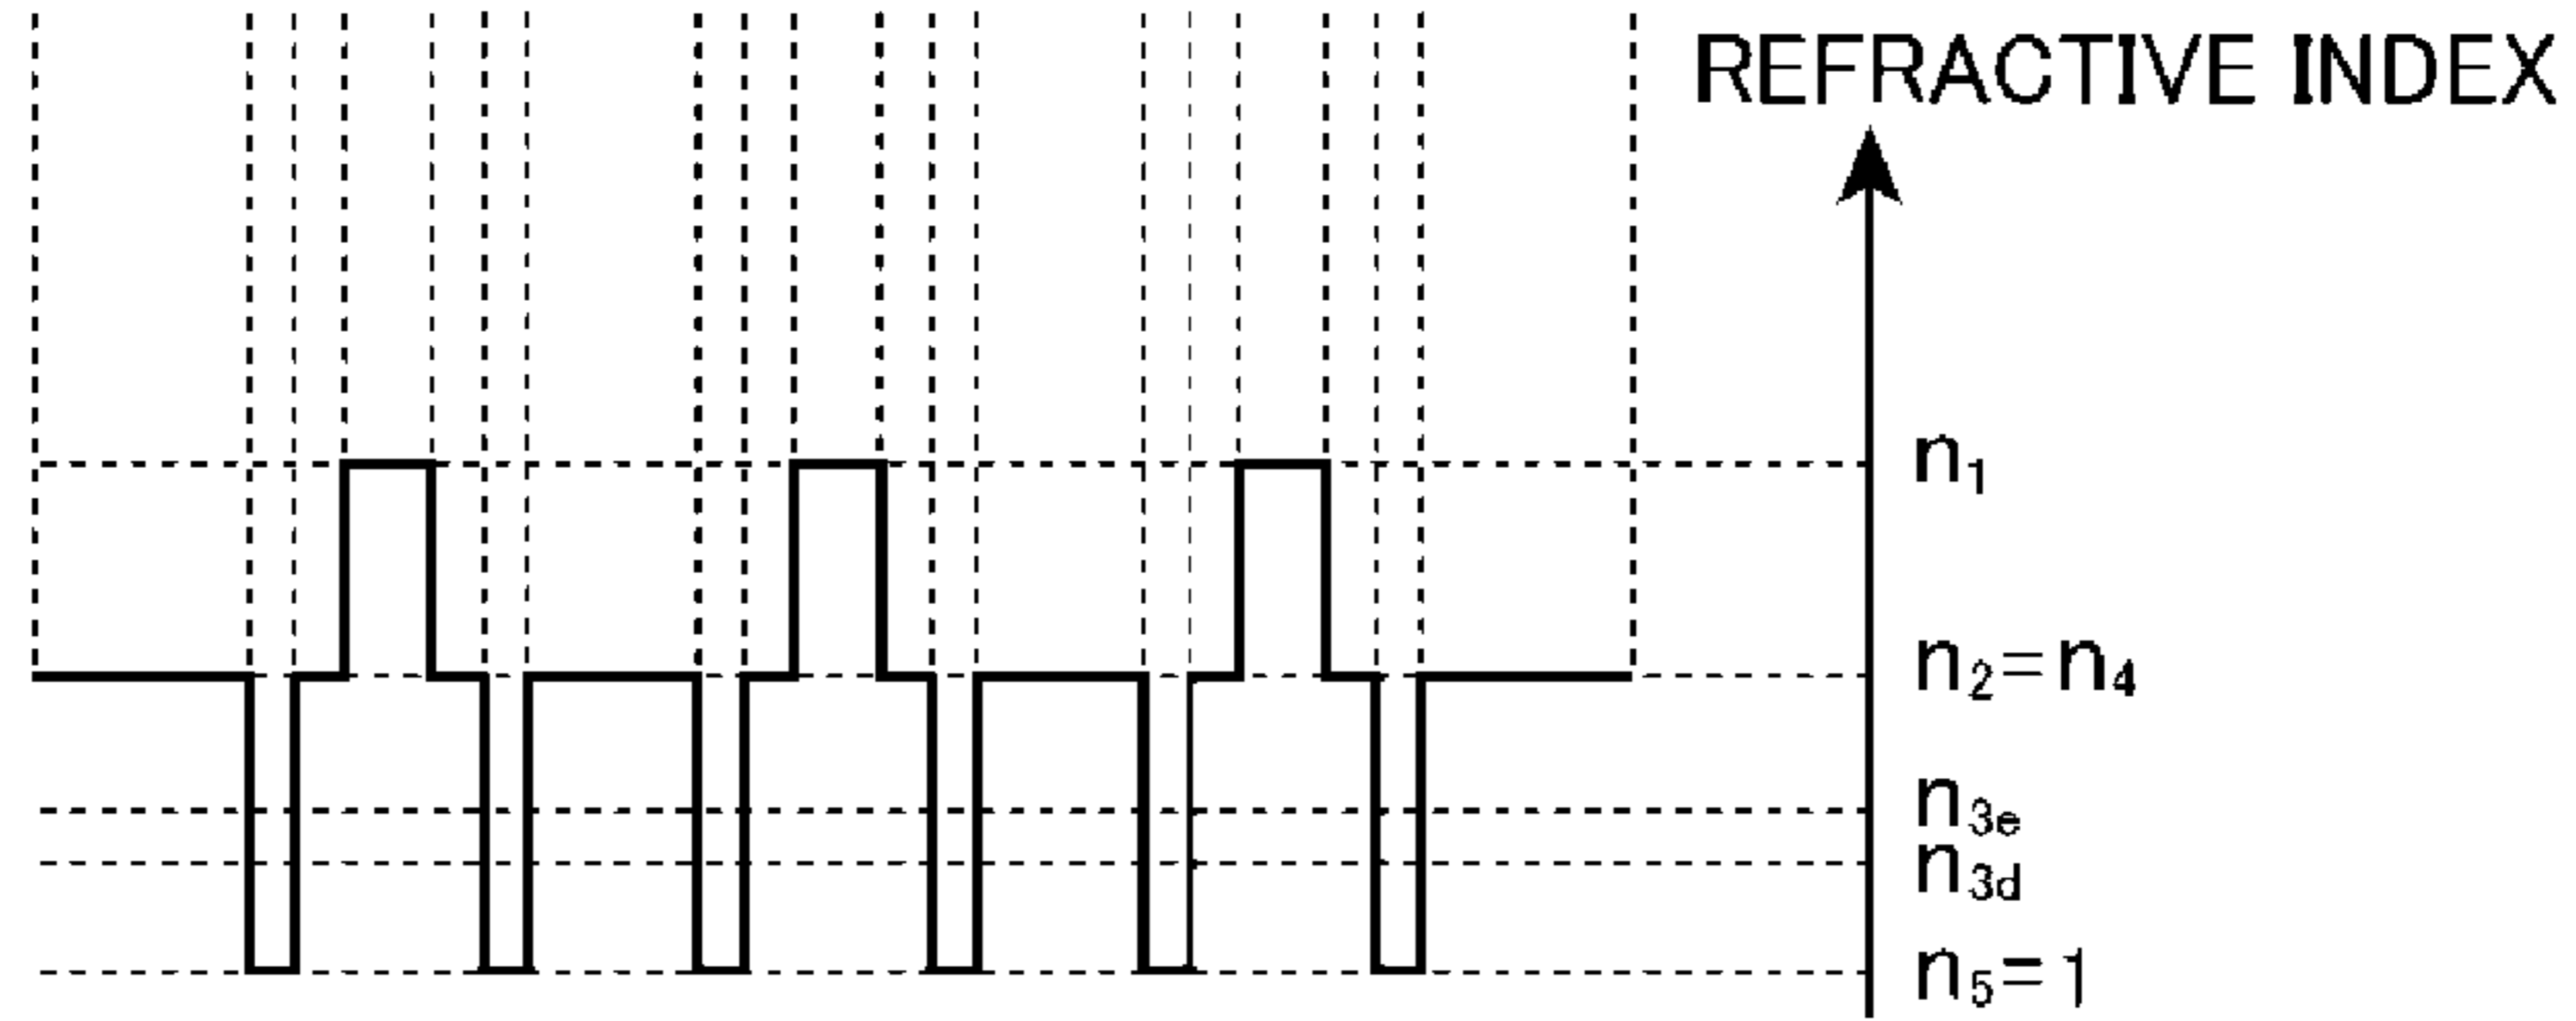 REFRACTIVE INDEX
n₁
n₂=n₄
n₃ₑ
n₃d
n₅=1